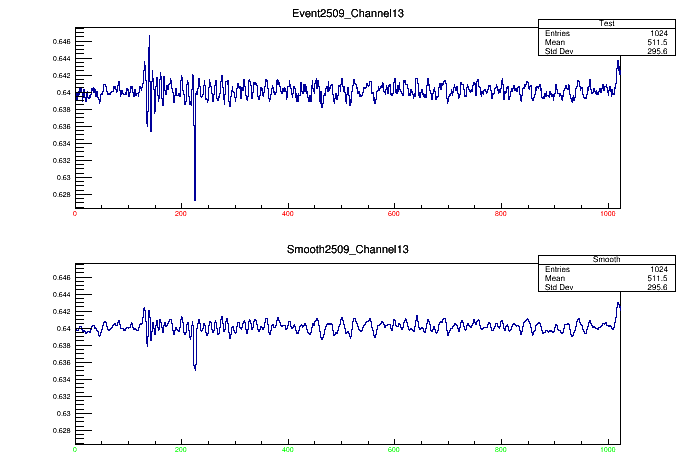 Event2509_Channel13
Test
Entries 1024
Mean 511.5
Std Dev 295.6
0.646
0.644
0.642
0.64
0.638
0.636
0.634
0.632
0.63
0.628
0 200 400 600 800 1000
Smooth2509_Channel13
Smooth
Entries 1024
Mean 511.5
Std Dev 295.6
0.646
0.644
0.642
0.64
0.638
0.636
0.634
0.632
0.63
0.628
0 200 400 600 800 1000